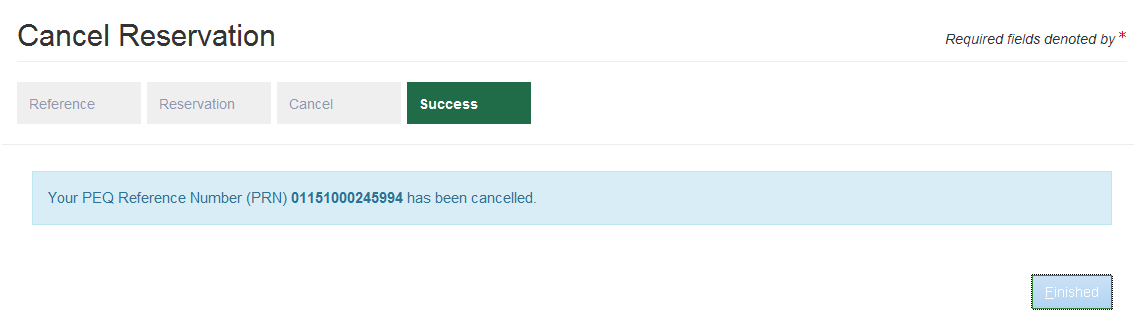 Cancel Reservation
Required fields denoted by *
Reference
Reservation
Cancel
Success
Your PEQ Reference Number (PRN) 01151000245994 has been cancelled.
Finished